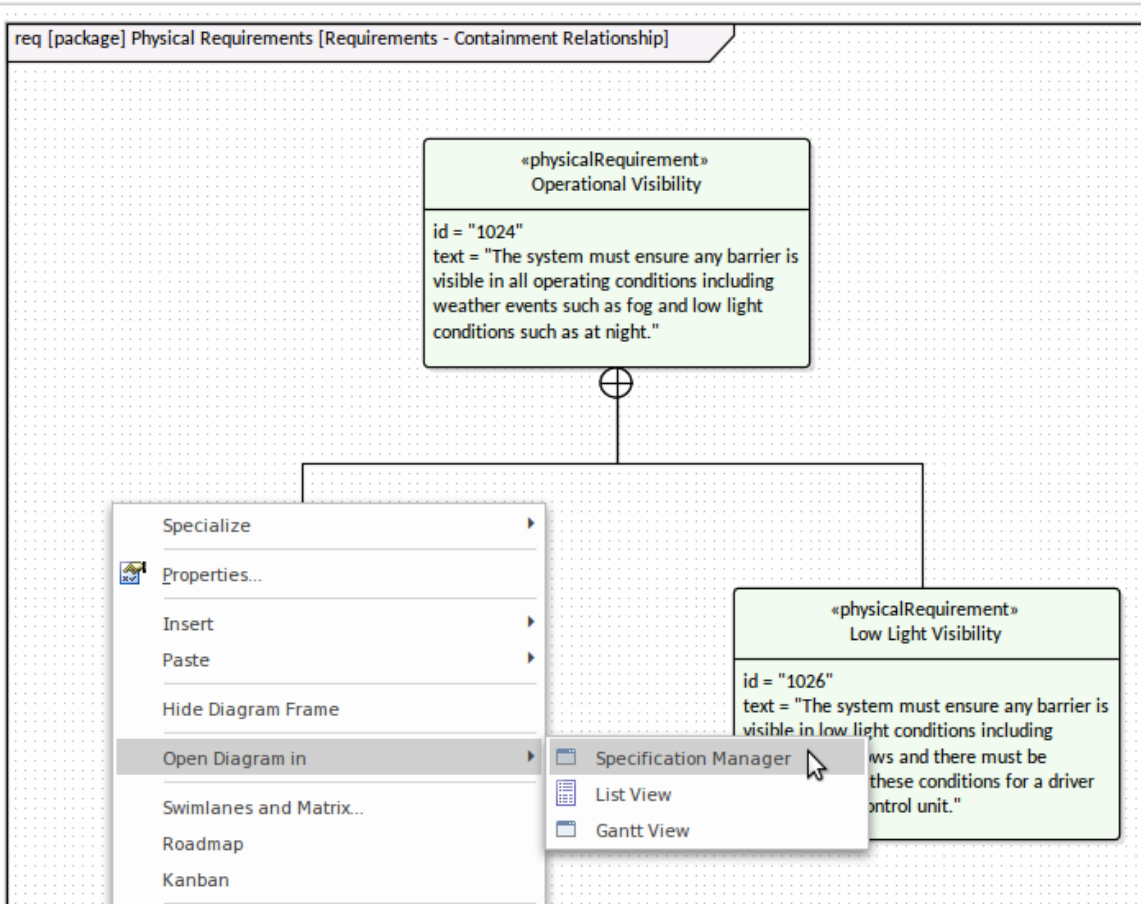 req [package] Physical Requirements [Requirements - Containment Relationship]
«physicalRequirement»
Operational Visibility
id = "1024"
text = "The system must ensure any barrier is
visible in all operating conditions including
weather events such as fog and low light
conditions such as at night."
Specialize
Properties...
Insert
Paste
Hide Diagram Frame
Open Diagram in
Swimlanes and Matrix...
Roadmap
Kanban
Specification Manager
List View
Gantt View
«physicalRequirement»
Low Light Visibility
id = "1026"
text = "The system must ensure any barrier is
visible in low light conditions including
and there must be
these conditions for a driver
unit."